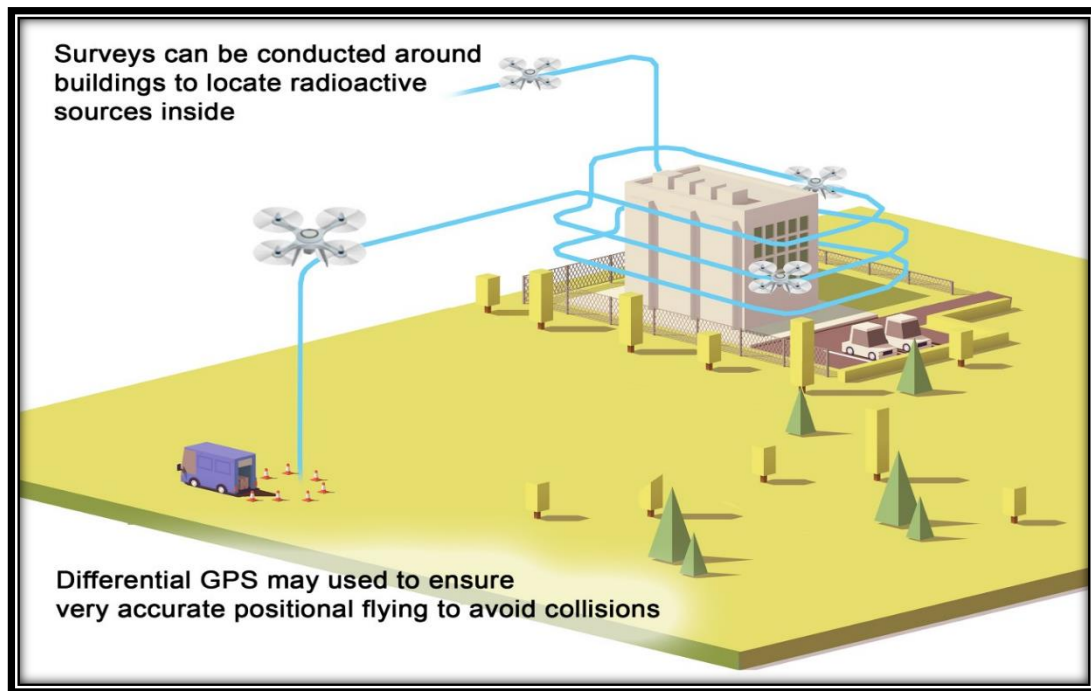 Surveys can be conducted around
buildings to locate radioactive
sources inside
Differential GPS may used to ensure
very accurate positional flying to avoid collisions